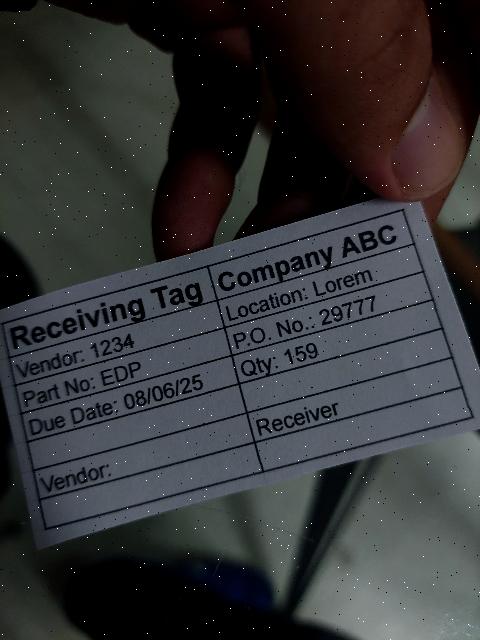 Receiving Tag Company ABC
Vendor: 1234 Location: Lorem
Part No: EDP P.O. No.: 29777
Due Date: 08/06/25 Qty: 159
Vendor: Receiver